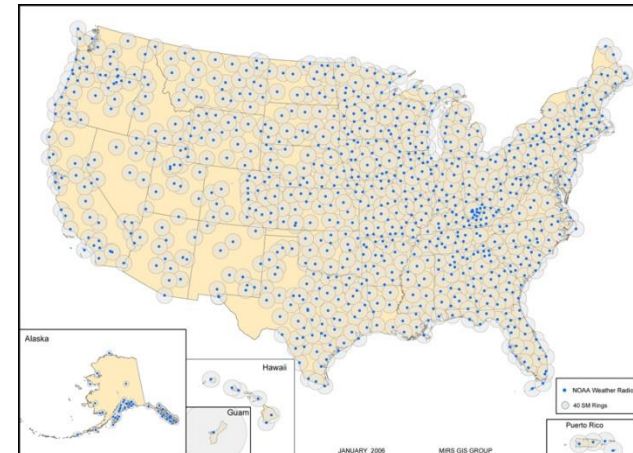 Alaska
Hawaii
Guam
NOAA Weather Radio
40 SM Rings
Puerto Rico
JANUARY 2006
MIRS GIS GROUP